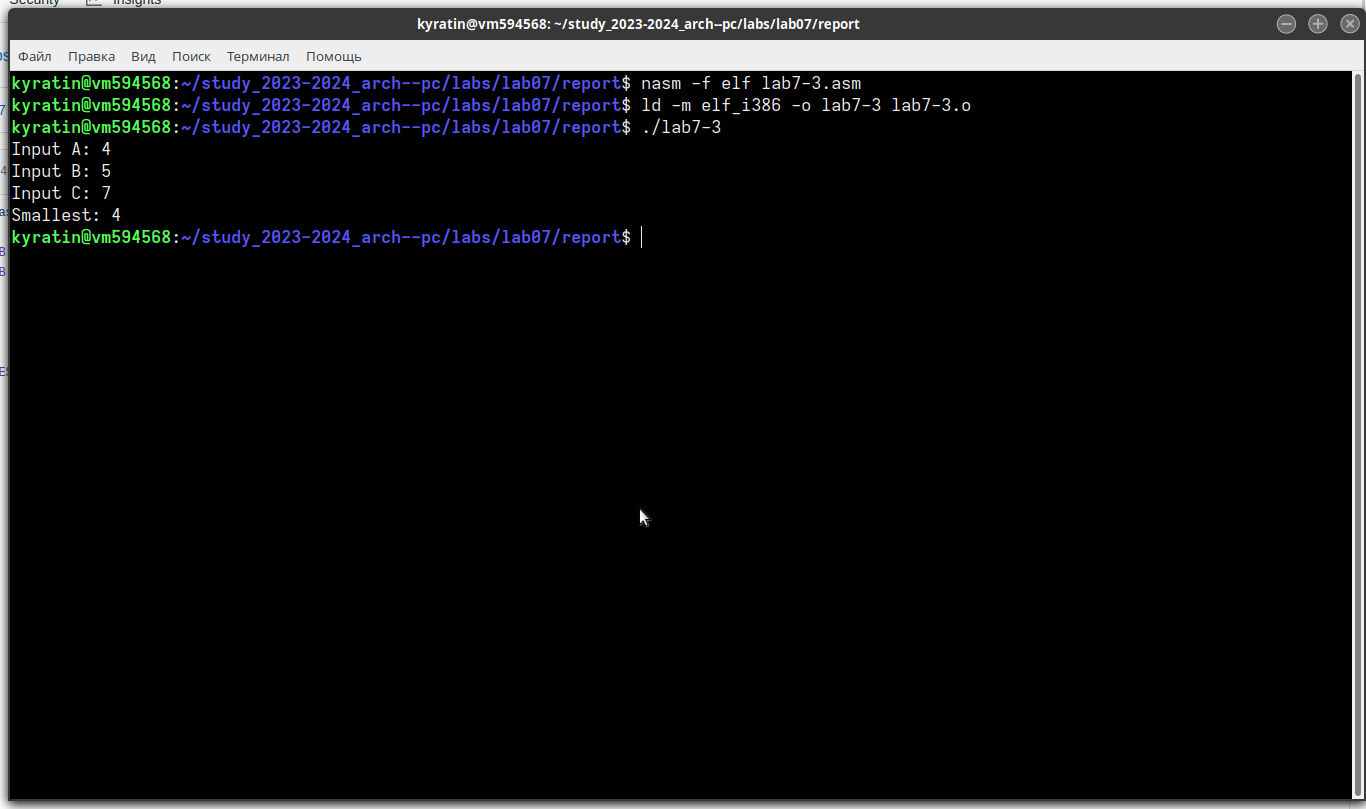 Security Insights
kyratin@vm594568: ~/study_2023-2024_arch--pc/labs/lab07/report
Файл Правка Вид Поиск Терминал Помощь
kyratin@vm594568:~/study_2023-2024_arch--pc/labs/lab07/report$ nasm -f elf lab7-3.asm
kyratin@vm594568:~/study_2023-2024_arch--pc/labs/lab07/report$ ld -m elf_i386 -o lab7-3 lab7-3.o
kyratin@vm594568:~/study_2023-2024_arch--pc/labs/lab07/report$ ./lab7-3
Input A: 4
Input B: 5
Input C: 7
Smallest: 4
kyratin@vm594568:~/study_2023-2024_arch--pc/labs/lab07/report$